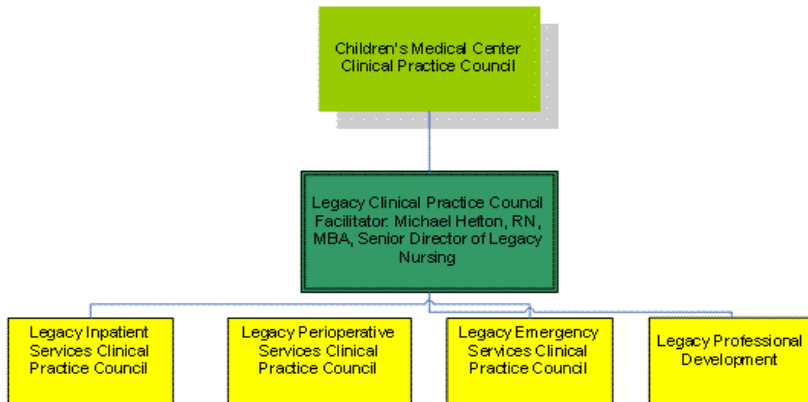 Children's Medical Center
Clinical Practice Council
Legacy Clinical Practice Council
Facilitator: Michael Hefton, RN,
MBA, Senior Director of Legacy
Nursing
Legacy Inpatient
Services Clinical
Practice Council
Legacy Perioperative
Services Clinical
Practice Council
Legacy Emergency
Services Clinical
Practice Council
Legacy Professional
Development